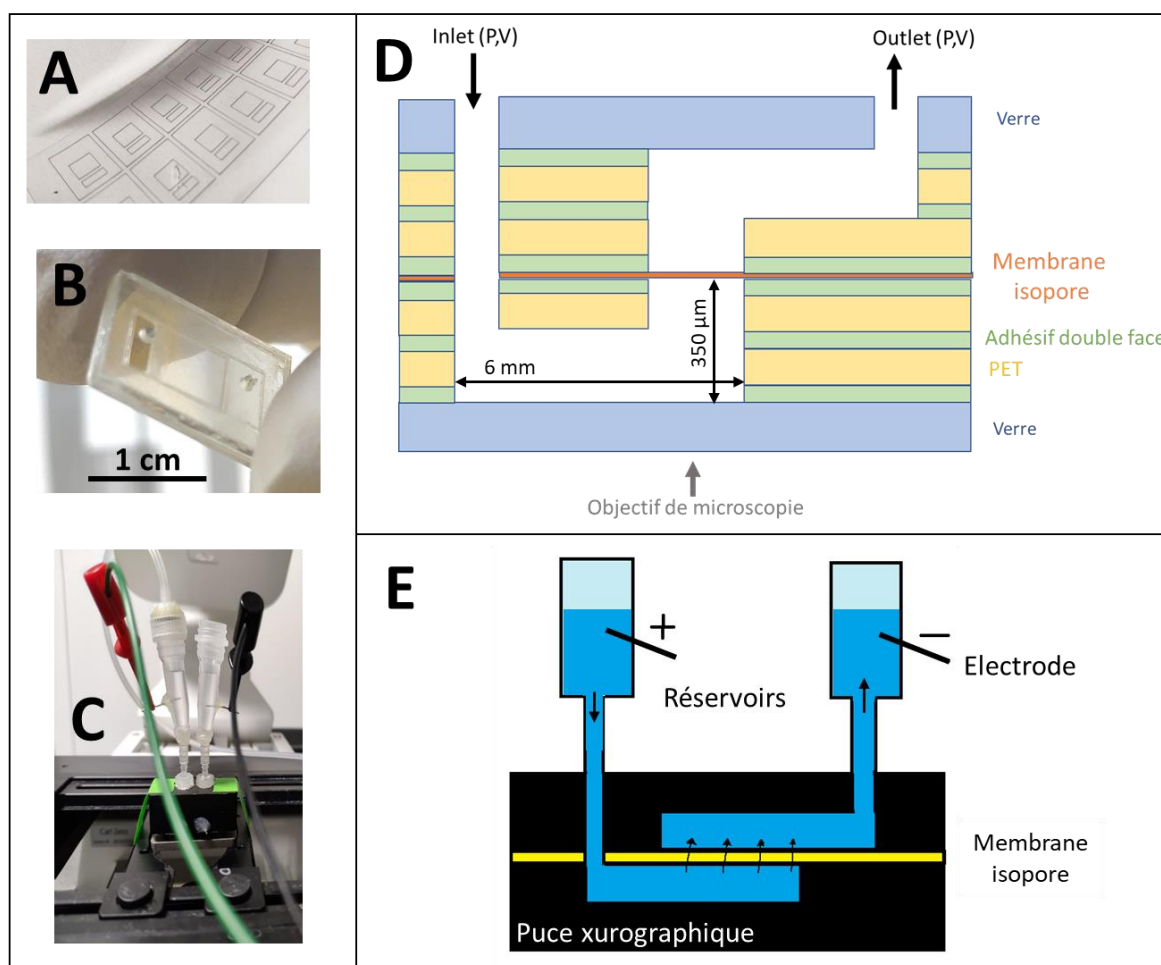 A
B
1 cm
C
D
Inlet (P,V)
Outlet (P,V)
Verre
Membrane
isopore
Adhésif double face
PET
Verre
350 µm
6 mm
Objectif de microscopie
E
+
−
Electrode
Réservoirs
Membrane
isopore
Puce xurographique